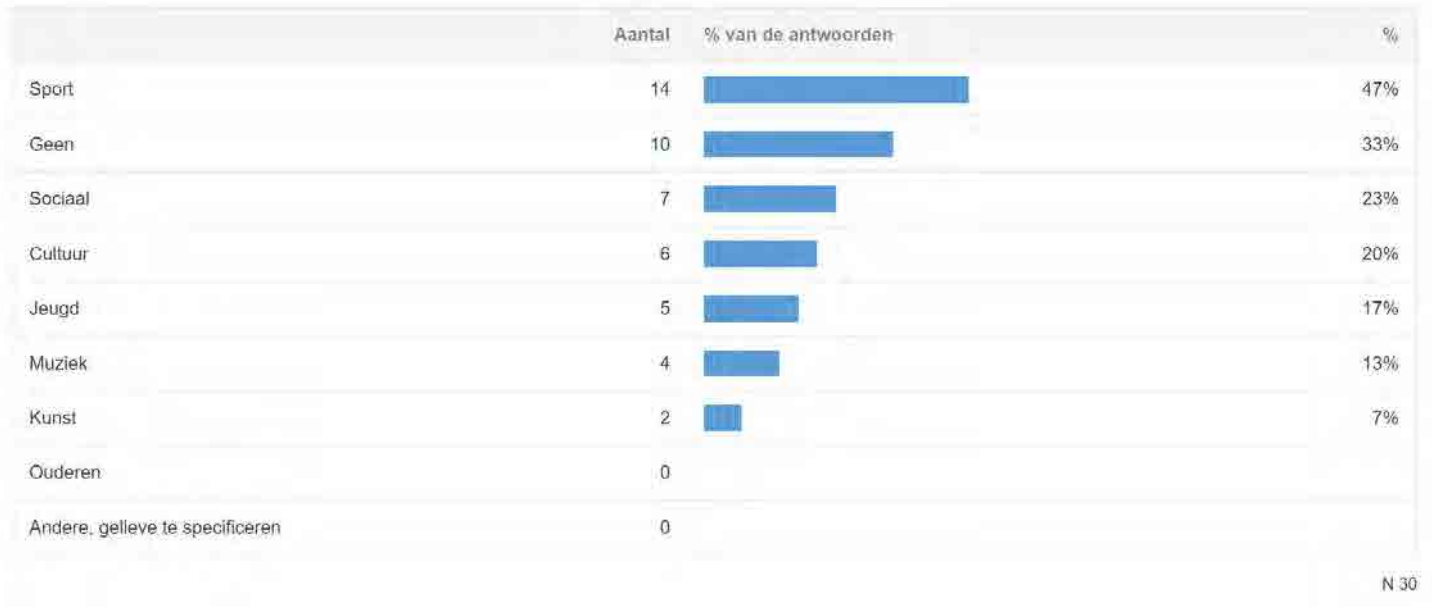 Aantal % van de antwoorden %
Sport 14 47%
Geen 10 33%
Sociaal 7 23%
Cultuur 6 20%
Jeugd 5 17%
Muziek 4 13%
Kunst 2 7%
Ouderen 0
Andere, gelieve te specificeren 0
N 30